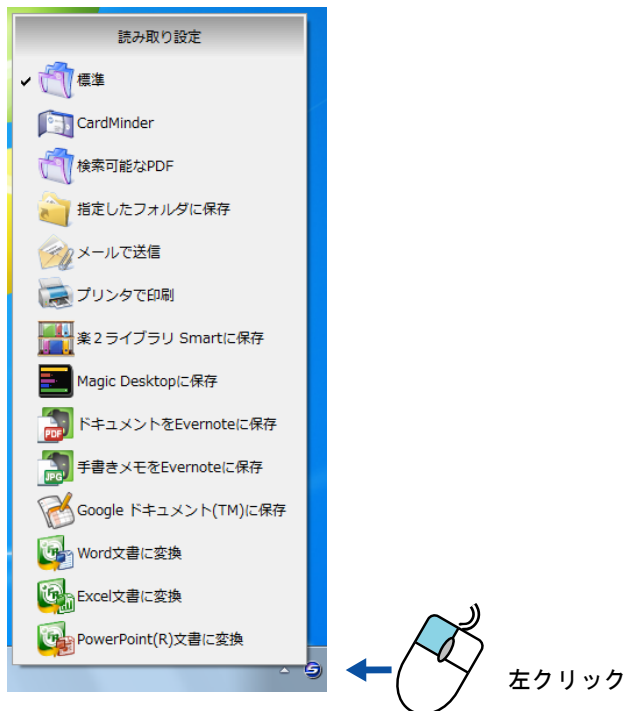 読み取り設定
標準
CardMinder
検索可能なPDF
指定したフォルダに保存
メールで送信
プリンタで印刷
楽2ライブラリ Smartに保存
Magic Desktopに保存
ドキュメントをEvernoteに保存
手書きメモをEvernoteに保存
Google ドキュメント(TM)に保存
Word文書に変換
Excel文書に変換
PowerPoint(R)文書に変換
左クリック